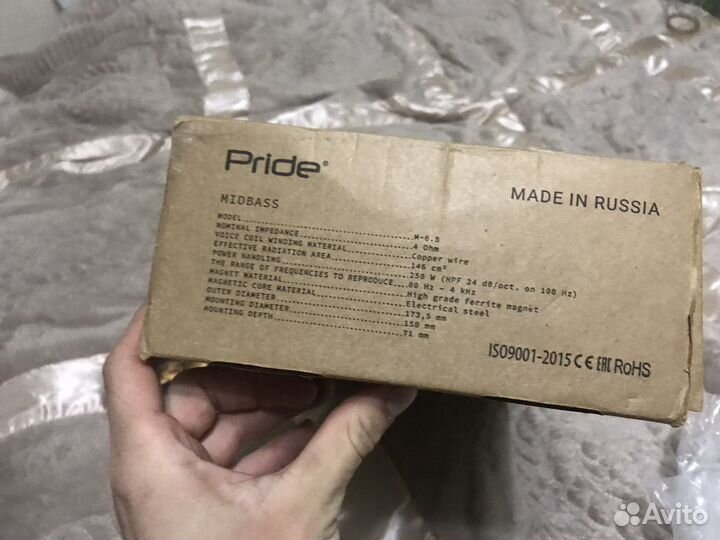 Pride®
MADE IN RUSSIA
MIDBASS
MODEL M-6.5
NOMINAL IMPEDANCE 4 Ohm
VOICE COIL WINDING MATERIAL Copper wire
EFFECTIVE RADIATION AREA 146 cm²
POWER HANDLING 250 W (HPF 24 dB/oct. on 100 Hz)
THE RANGE OF FREQUENCIES TO REPRODUCE 80 Hz - 4 kHz
MAGNET MATERIAL High grade ferrite magnet
MAGNETIC CORE MATERIAL Electrical steel
OUTER DIAMETER 173,5 mm
MOUNTING DIAMETER 150 mm
MOUNTING DEPTH 71 mm
ISO9001-2015 CE EAC RoHS
Avito